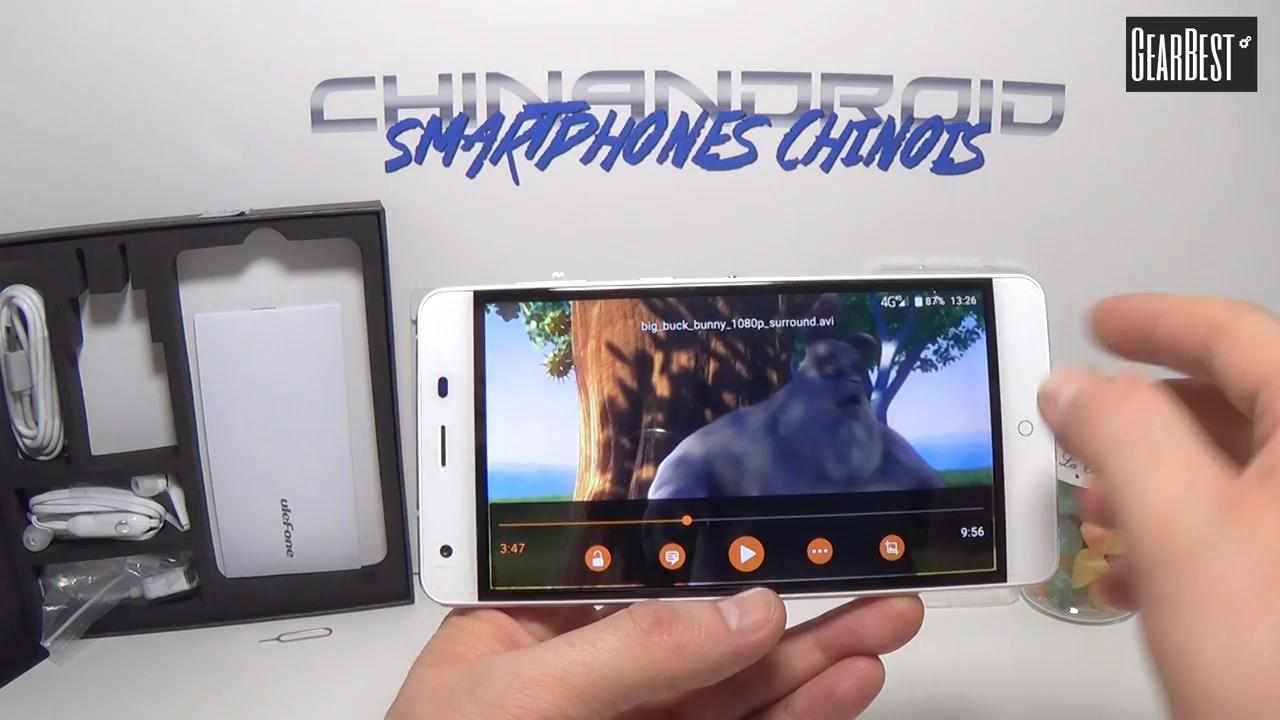 GEARBEST
CHINANDROID
SMARTPHONES CHINOIS
4G 87% 13:26
big_buck_bunny_1080p_surround.avi
3:47
9:56
ulefone